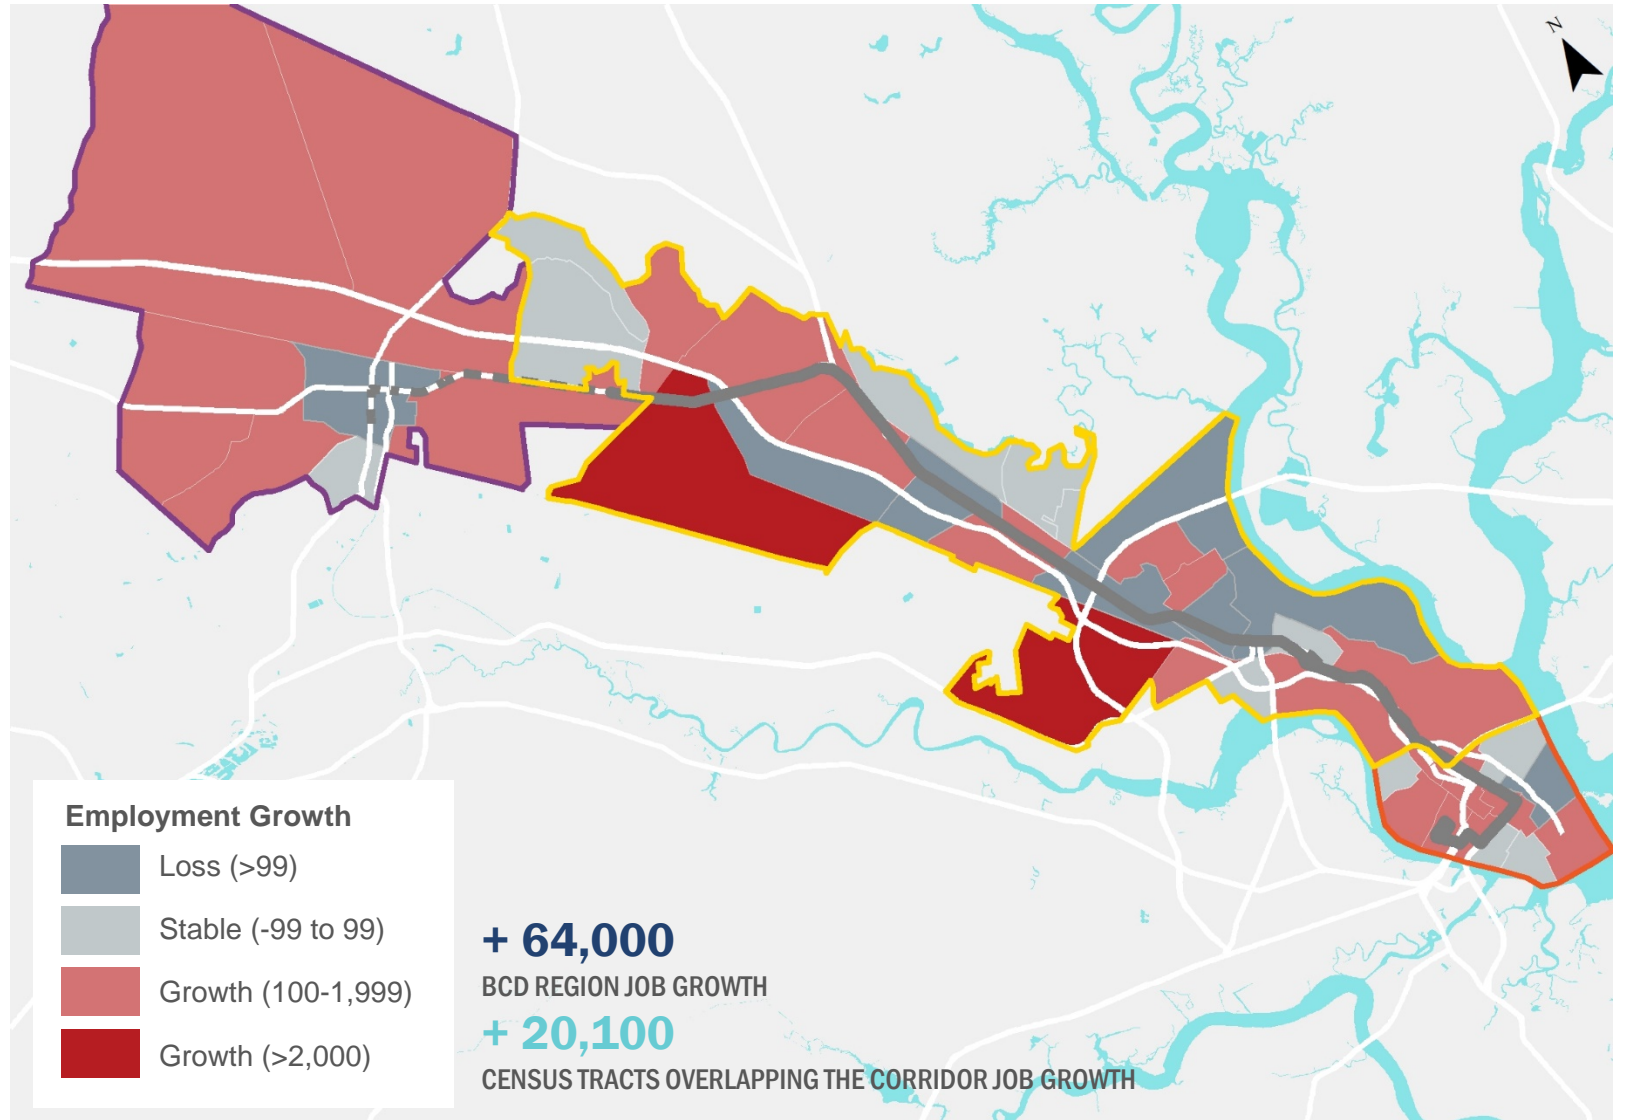 N
Employment Growth
Loss (>99)
Stable (-99 to 99)
Growth (100-1,999)
Growth (>2,000)
+ 64,000
BCD REGION JOB GROWTH
+ 20,100
CENSUS TRACTS OVERLAPPING THE CORRIDOR JOB GROWTH